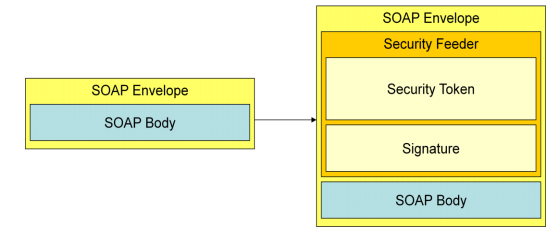 SOAP Envelope
SOAP Body
SOAP Envelope
Security Feeder
Security Token
Signature
SOAP Body